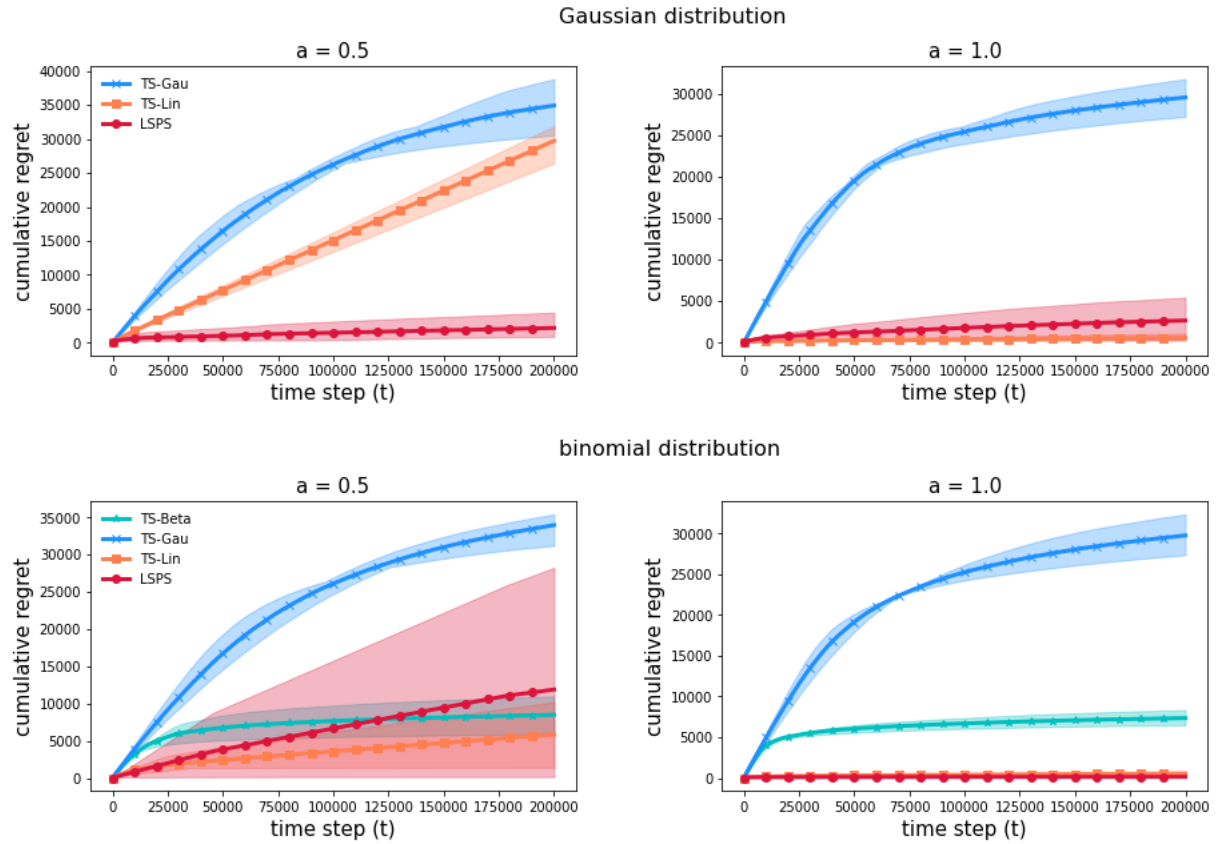 Gaussian distribution
a = 0.5
cumulative regret
40000
35000
30000
25000
20000
15000
10000
5000
0
TS-Gau
TS-Lin
LSPS
0 25000 50000 75000 100000 125000 150000 175000 200000
time step (t)
a = 1.0
cumulative regret
30000
25000
20000
15000
10000
5000
0
0 25000 50000 75000 100000 125000 150000 175000 200000
time step (t)
binomial distribution
a = 0.5
cumulative regret
35000
30000
25000
20000
15000
10000
5000
0
TS-Beta
TS-Gau
TS-Lin
LSPS
0 25000 50000 75000 100000 125000 150000 175000 200000
time step (t)
a = 1.0
cumulative regret
30000
25000
20000
15000
10000
5000
0
0 25000 50000 75000 100000 125000 150000 175000 200000
time step (t)